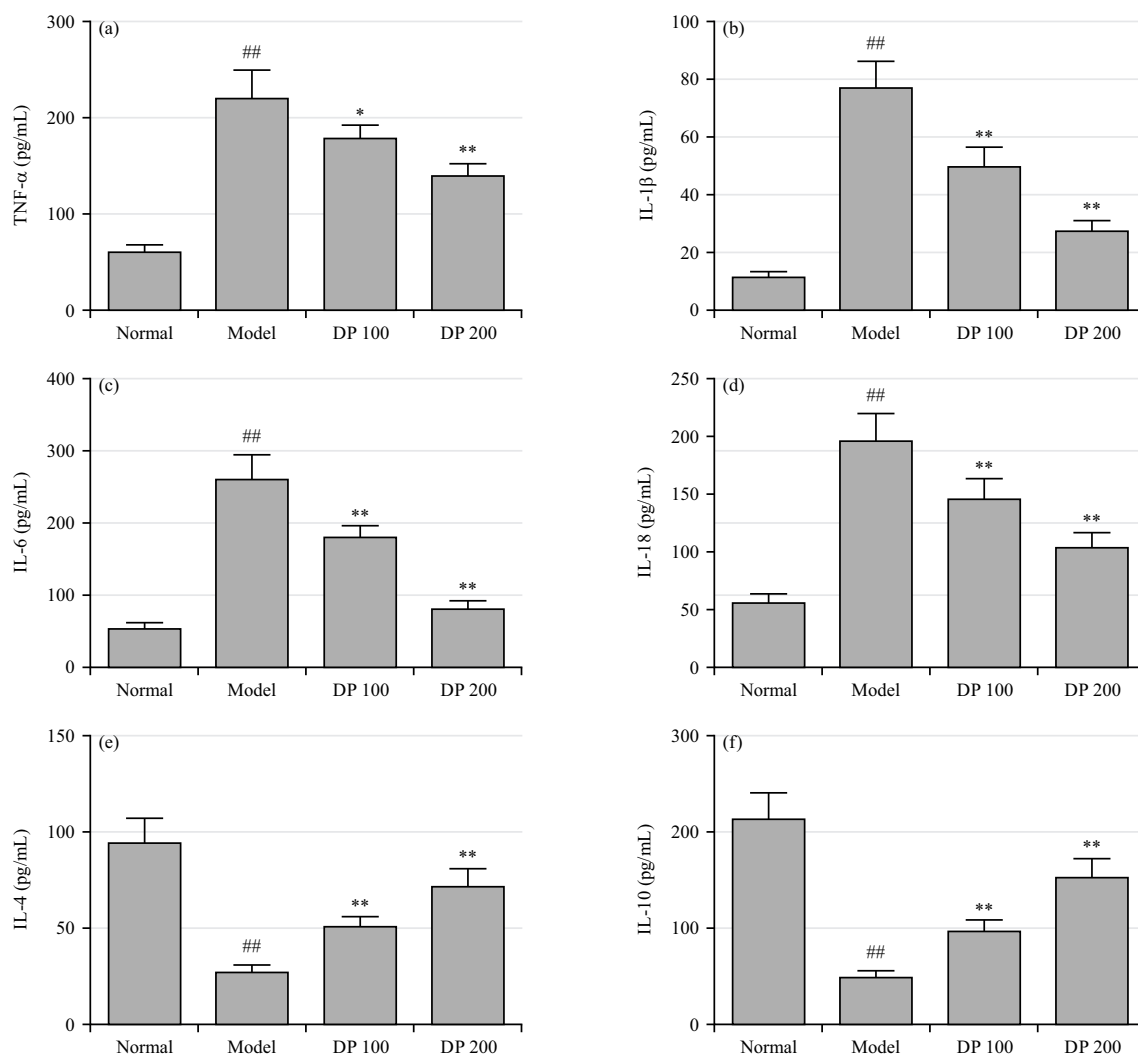 (a)
TNF-α (pg/mL)
300
200
100
0
##
*
**
Normal Model DP 100 DP 200
(b)
IL-1β (pg/mL)
100
80
60
40
20
0
##
**
**
Normal Model DP 100 DP 200
(c)
IL-6 (pg/mL)
400
300
200
100
0
##
**
**
Normal Model DP 100 DP 200
(d)
IL-18 (pg/mL)
250
200
150
100
50
0
##
**
**
Normal Model DP 100 DP 200
(e)
IL-4 (pg/mL)
150
100
50
0
##
**
**
Normal Model DP 100 DP 200
(f)
IL-10 (pg/mL)
300
200
100
0
##
**
**
Normal Model DP 100 DP 200